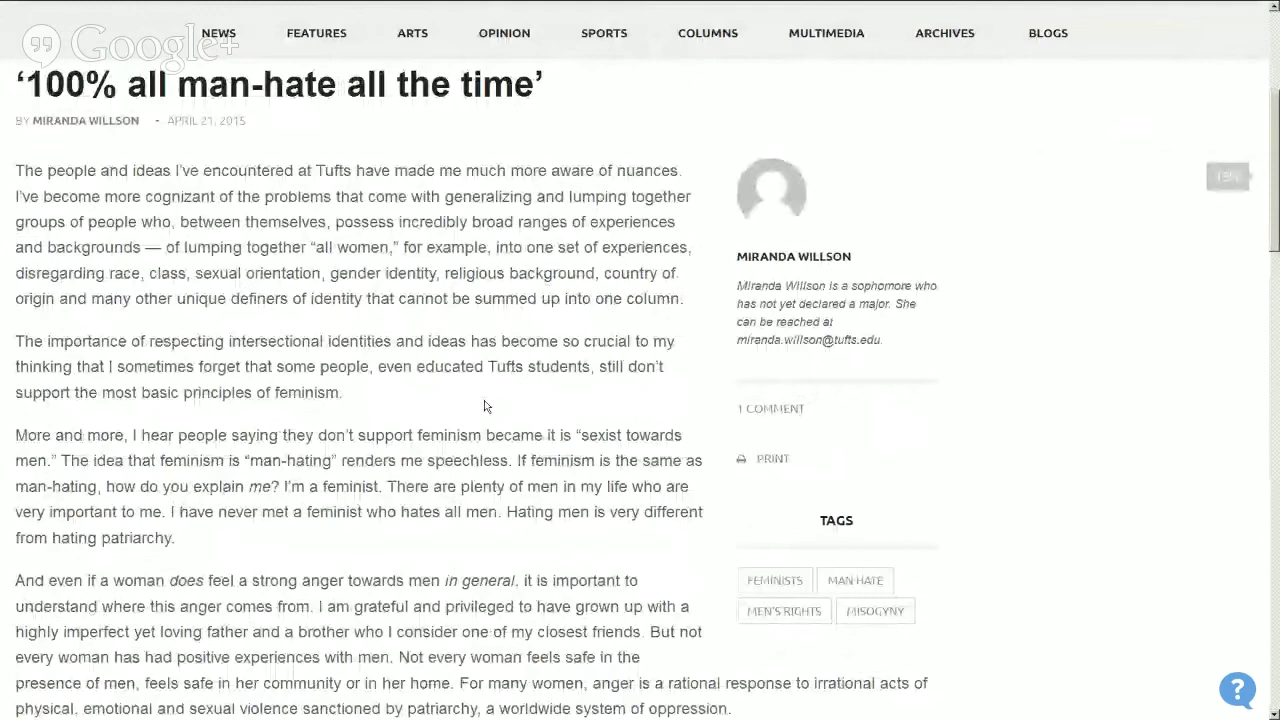 Google+
NEWS FEATURES ARTS OPINION SPORTS COLUMNS MULTIMEDIA ARCHIVES BLOGS
‘100% all man-hate all the time’
BY MIRANDA WILLSON - APRIL 21, 2015
The people and ideas I’ve encountered at Tufts have made me much more aware of nuances.
I’ve become more cognizant of the problems that come with generalizing and lumping together
groups of people who, between themselves, possess incredibly broad ranges of experiences
and backgrounds — of lumping together “all women,” for example, into one set of experiences,
disregarding race, class, sexual orientation, gender identity, religious background, country of
origin and many other unique definers of identity that cannot be summed up into one column.
The importance of respecting intersectional identities and ideas has become so crucial to my
thinking that I sometimes forget that some people, even educated Tufts students, still don’t
support the most basic principles of feminism.
More and more, I hear people saying they don’t support feminism became it is “sexist towards
men.” The idea that feminism is “man-hating” renders me speechless. If feminism is the same as
man-hating, how do you explain me? I’m a feminist. There are plenty of men in my life who are
very important to me. I have never met a feminist who hates all men. Hating men is very different
from hating patriarchy.
And even if a woman does feel a strong anger towards men in general, it is important to
understand where this anger comes from. I am grateful and privileged to have grown up with a
highly imperfect yet loving father and a brother who I consider one of my closest friends. But not
every woman has had positive experiences with men. Not every woman feels safe in the
presence of men, feels safe in her community or in her home. For many women, anger is a rational response to irrational acts of
physical, emotional and sexual violence sanctioned by patriarchy, a worldwide system of oppression.
MIRANDA WILLSON
Miranda Willson is a sophomore who
has not yet declared a major. She
can be reached at
miranda.willson@tufts.edu.
1 COMMENT
PRINT
TAGS
FEMINISTS MAN HATE
MEN'S RIGHTS MISOGYNY
?